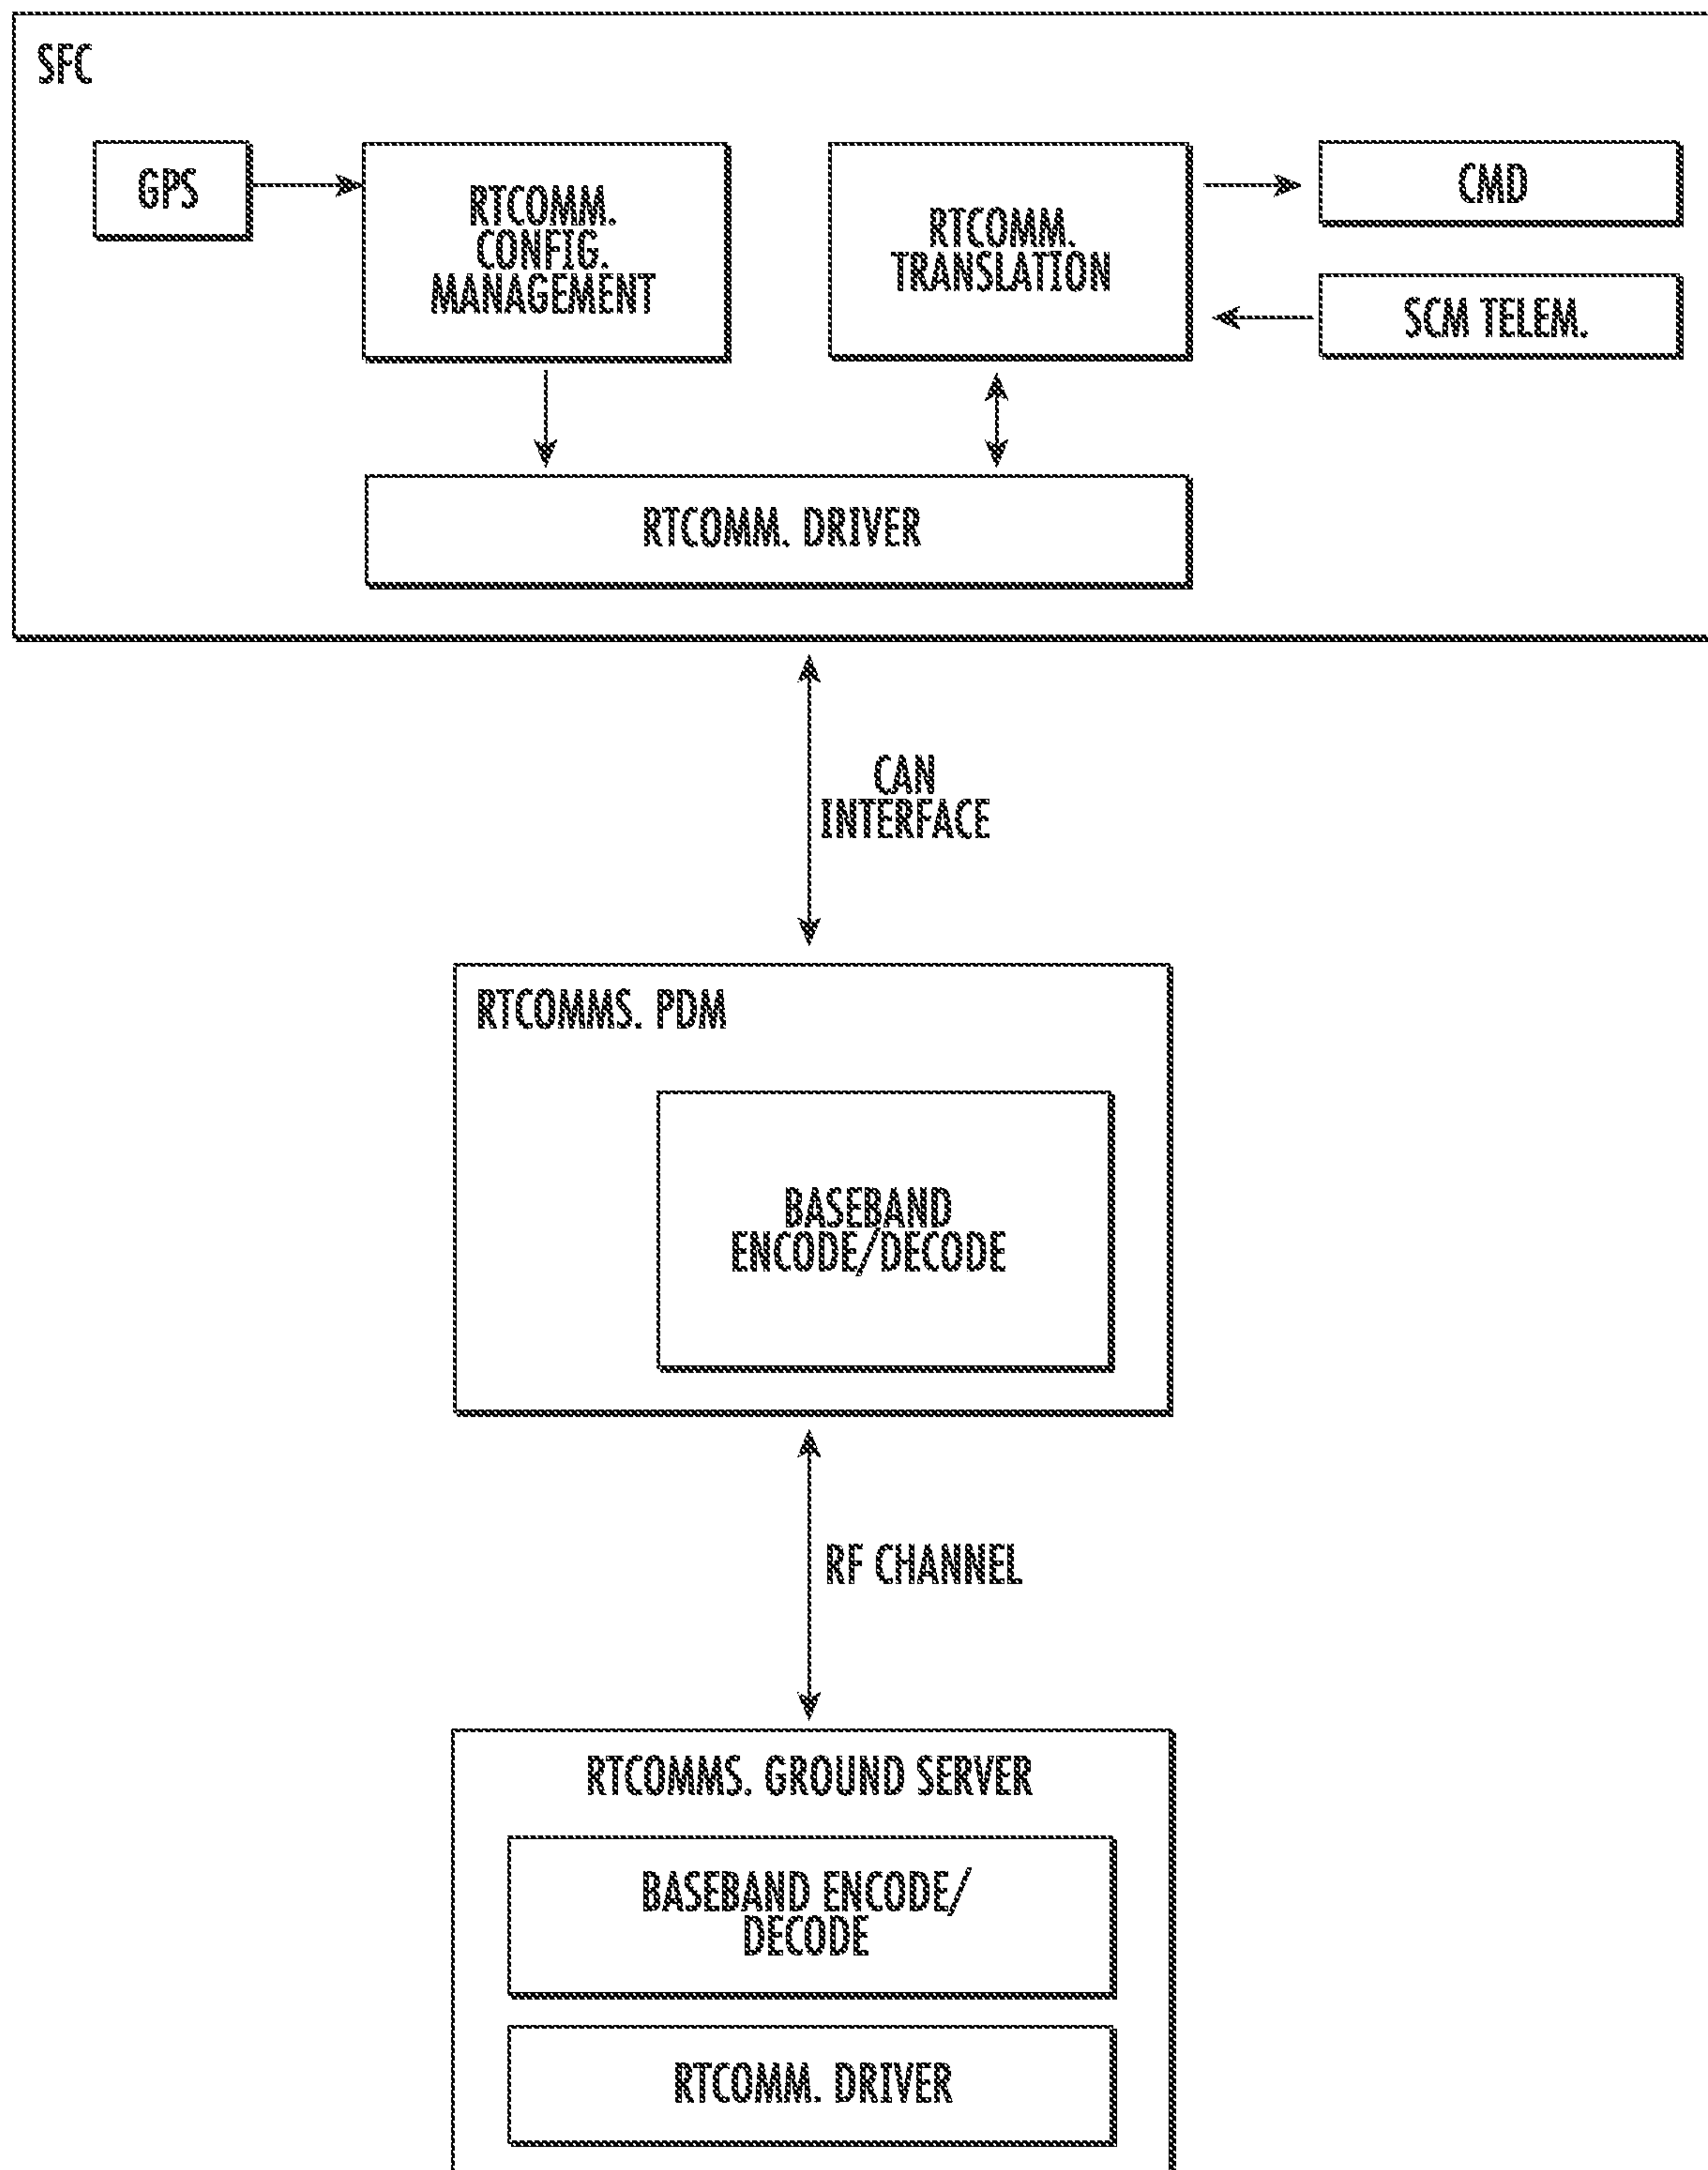 SFC
GPS
RTCOMM.
CONFIG.
MANAGEMENT
RTCOMM.
TRANSLATION
CMD
SCM TELEM.
RTCOMM. DRIVER
CAN
INTERFACE
RTCOMMS. PDM
BASEBAND
ENCODE/DECODE
RF CHANNEL
RTCOMMS. GROUND SERVER
BASEBAND ENCODE/
DECODE
RTCOMM. DRIVER